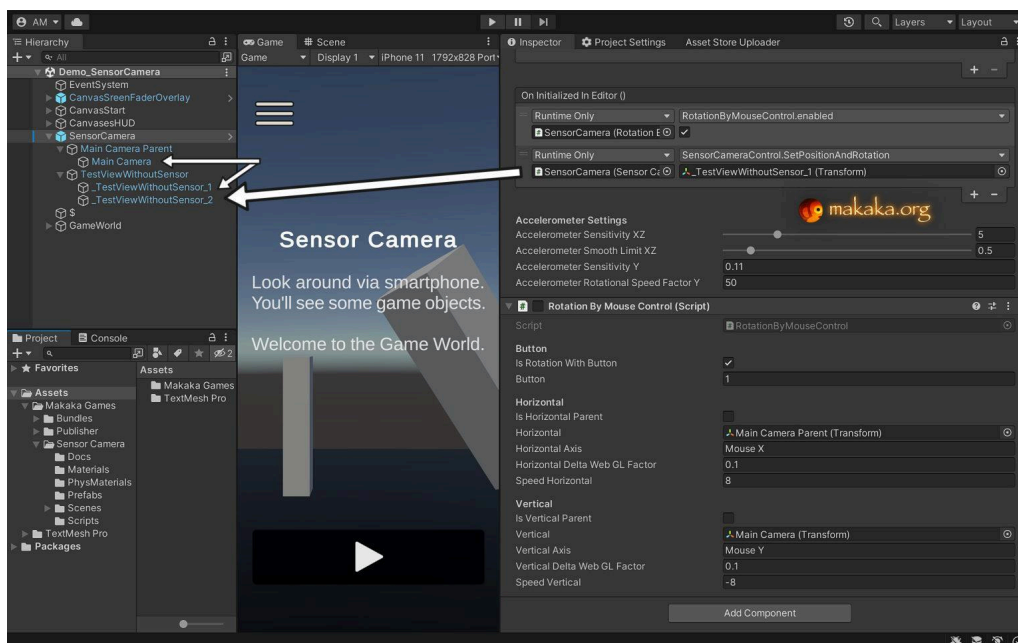 AM
Layers
Layout
Hierarchy
All
Demo_SensorCamera
EventSystem
CanvasSreenFaderOverlay
CanvasStart
CanvasesHUD
SensorCamera
Main Camera Parent
Main Camera
TestViewWithoutSensor
_TestViewWithoutSensor_1
_TestViewWithoutSensor_2
$
GameWorld
Game
# Scene
Game
Display 1
iPhone 11 1792x828 Port
Sensor Camera
Look around via smartphone.
You'll see some game objects.
Welcome to the Game World.
Project
Console
2
Favorites
Assets
Makaka Games
Bundles
Publisher
Sensor Camera
Docs
Materials
PhysMaterials
Prefabs
Scenes
Scripts
TextMesh Pro
Packages
Assets
Makaka Games
TextMesh Pro
Inspector
Project Settings
Asset Store Uploader
+ -
On Initialized In Editor ()
Runtime Only
RotationByMouseControl.enabled
SensorCamera (Rotation E
Runtime Only
SensorCameraControl.SetPositionAndRotation
SensorCamera (Sensor Ca
_TestViewWithoutSensor_1 (Transform)
+ -
makaka.org
Accelerometer Settings
Accelerometer Sensitivity XZ 5
Accelerometer Smooth Limit XZ 0.5
Accelerometer Sensitivity Y 0.11
Accelerometer Rotational Speed Factor Y 50
# Rotation By Mouse Control (Script)
Script RotationByMouseControl
Button
Is Rotation With Button
Button 1
Horizontal
Is Horizontal Parent
Horizontal Main Camera Parent (Transform)
Horizontal Axis Mouse X
Horizontal Delta Web GL Factor 0.1
Speed Horizontal 8
Vertical
Is Vertical Parent
Vertical Main Camera (Transform)
Vertical Axis Mouse Y
Vertical Delta Web GL Factor 0.1
Speed Vertical -8
Add Component